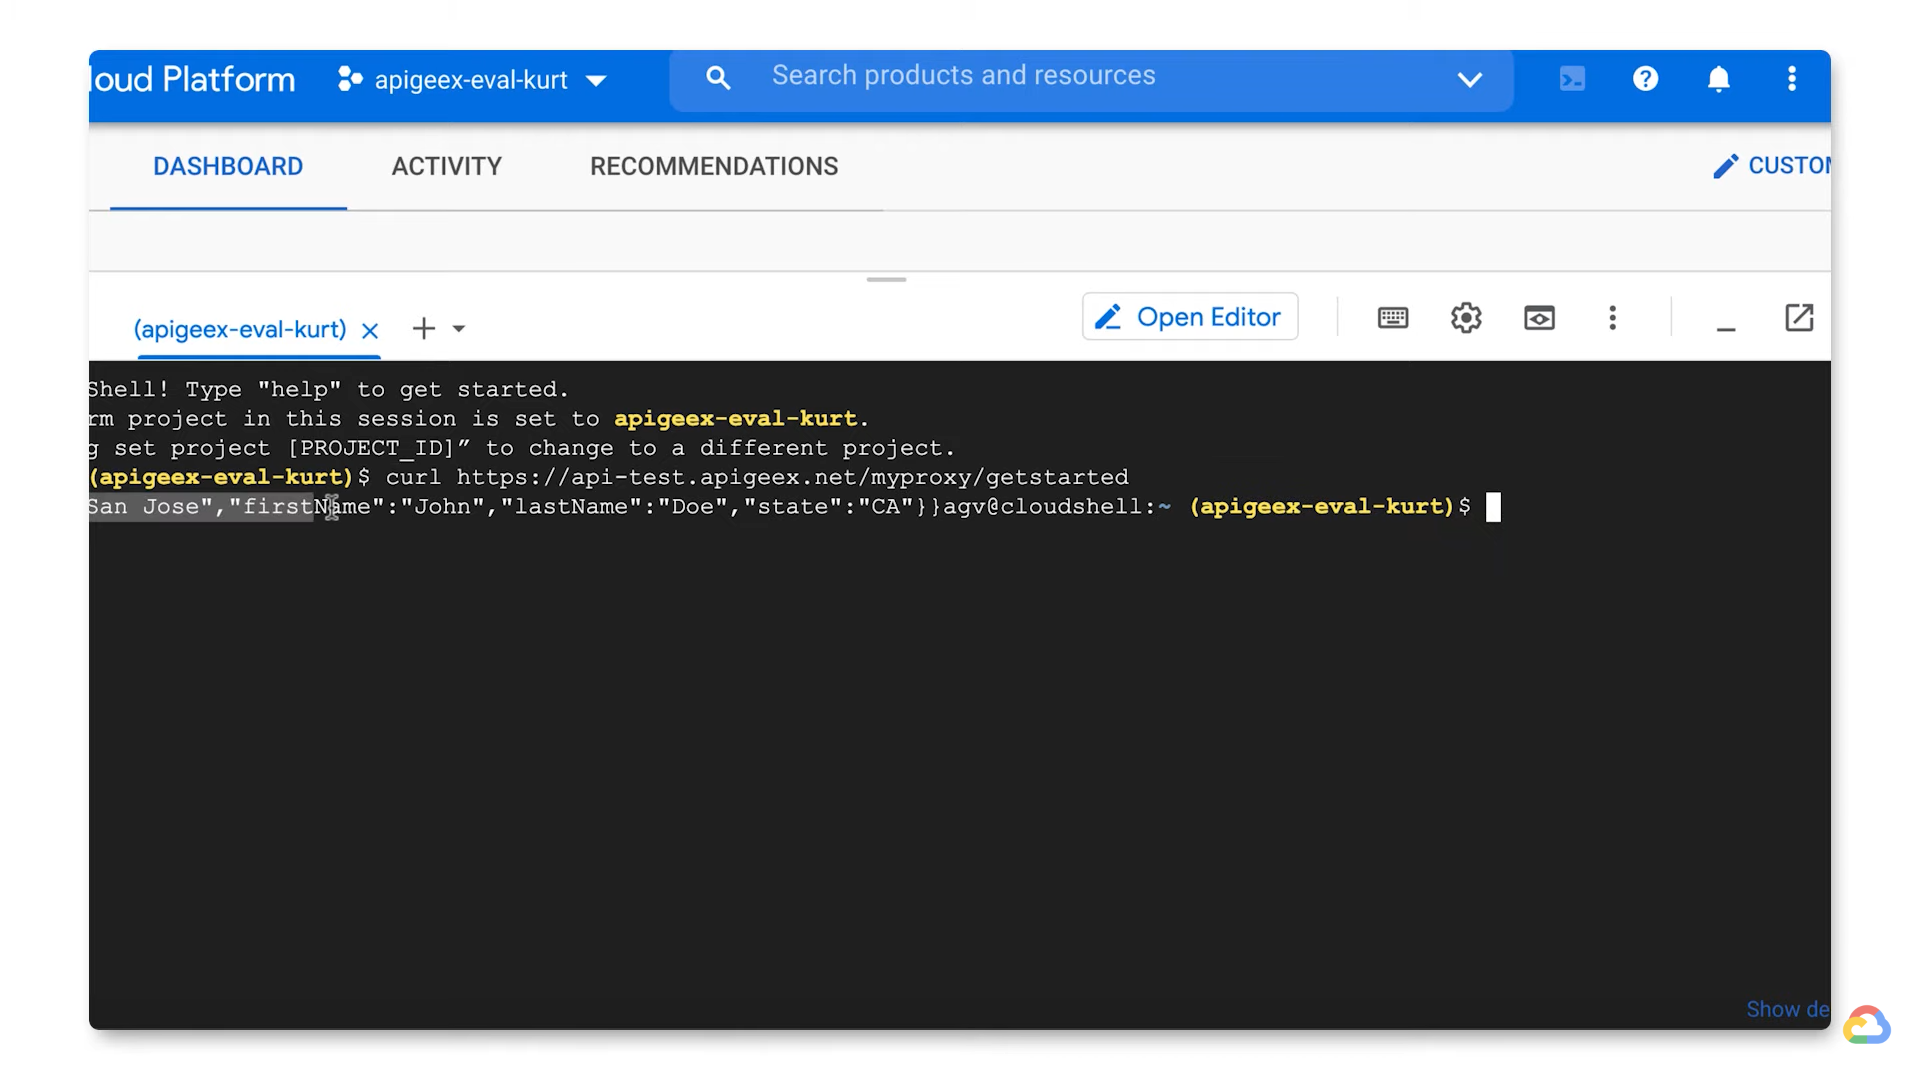 loud Platform
apigeex-eval-kurt
Search products and resources
DASHBOARD
ACTIVITY
RECOMMENDATIONS
CUSTOM
(apigeex-eval-kurt)
Open Editor
Shell! Type "help" to get started.
rm project in this session is set to apigeex-eval-kurt.
g set project [PROJECT_ID]” to change to a different project.
(apigeex-eval-kurt)$ curl https://api-test.apigeex.net/myproxy/getstarted
San Jose","firstName":"John","lastName":"Doe","state":"CA"}}agv@cloudshell:~ (apigeex-eval-kurt)$
Show de